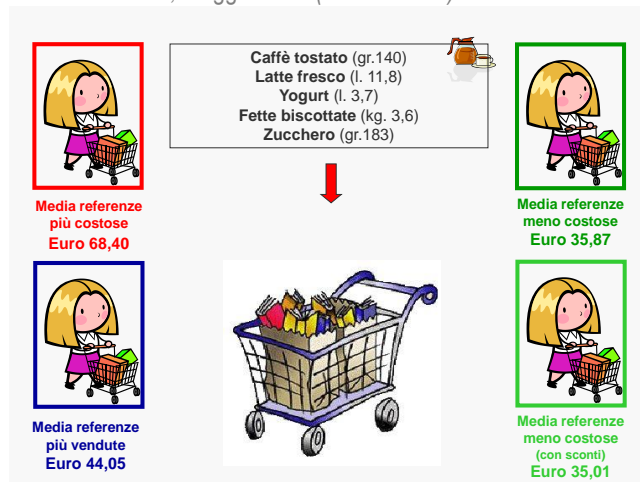 Caffè tostato (gr.140)
Latte fresco (l. 11,8)
Yogurt (l. 3,7)
Fette biscottate (kg. 3,6)
Zucchero (gr.183)
Media referenze
più costose
Euro 68,40
Media referenze
meno costose
Euro 35,87
Media referenze
più vendute
Euro 44,05
Media referenze
meno costose
(con sconti)
Euro 35,01